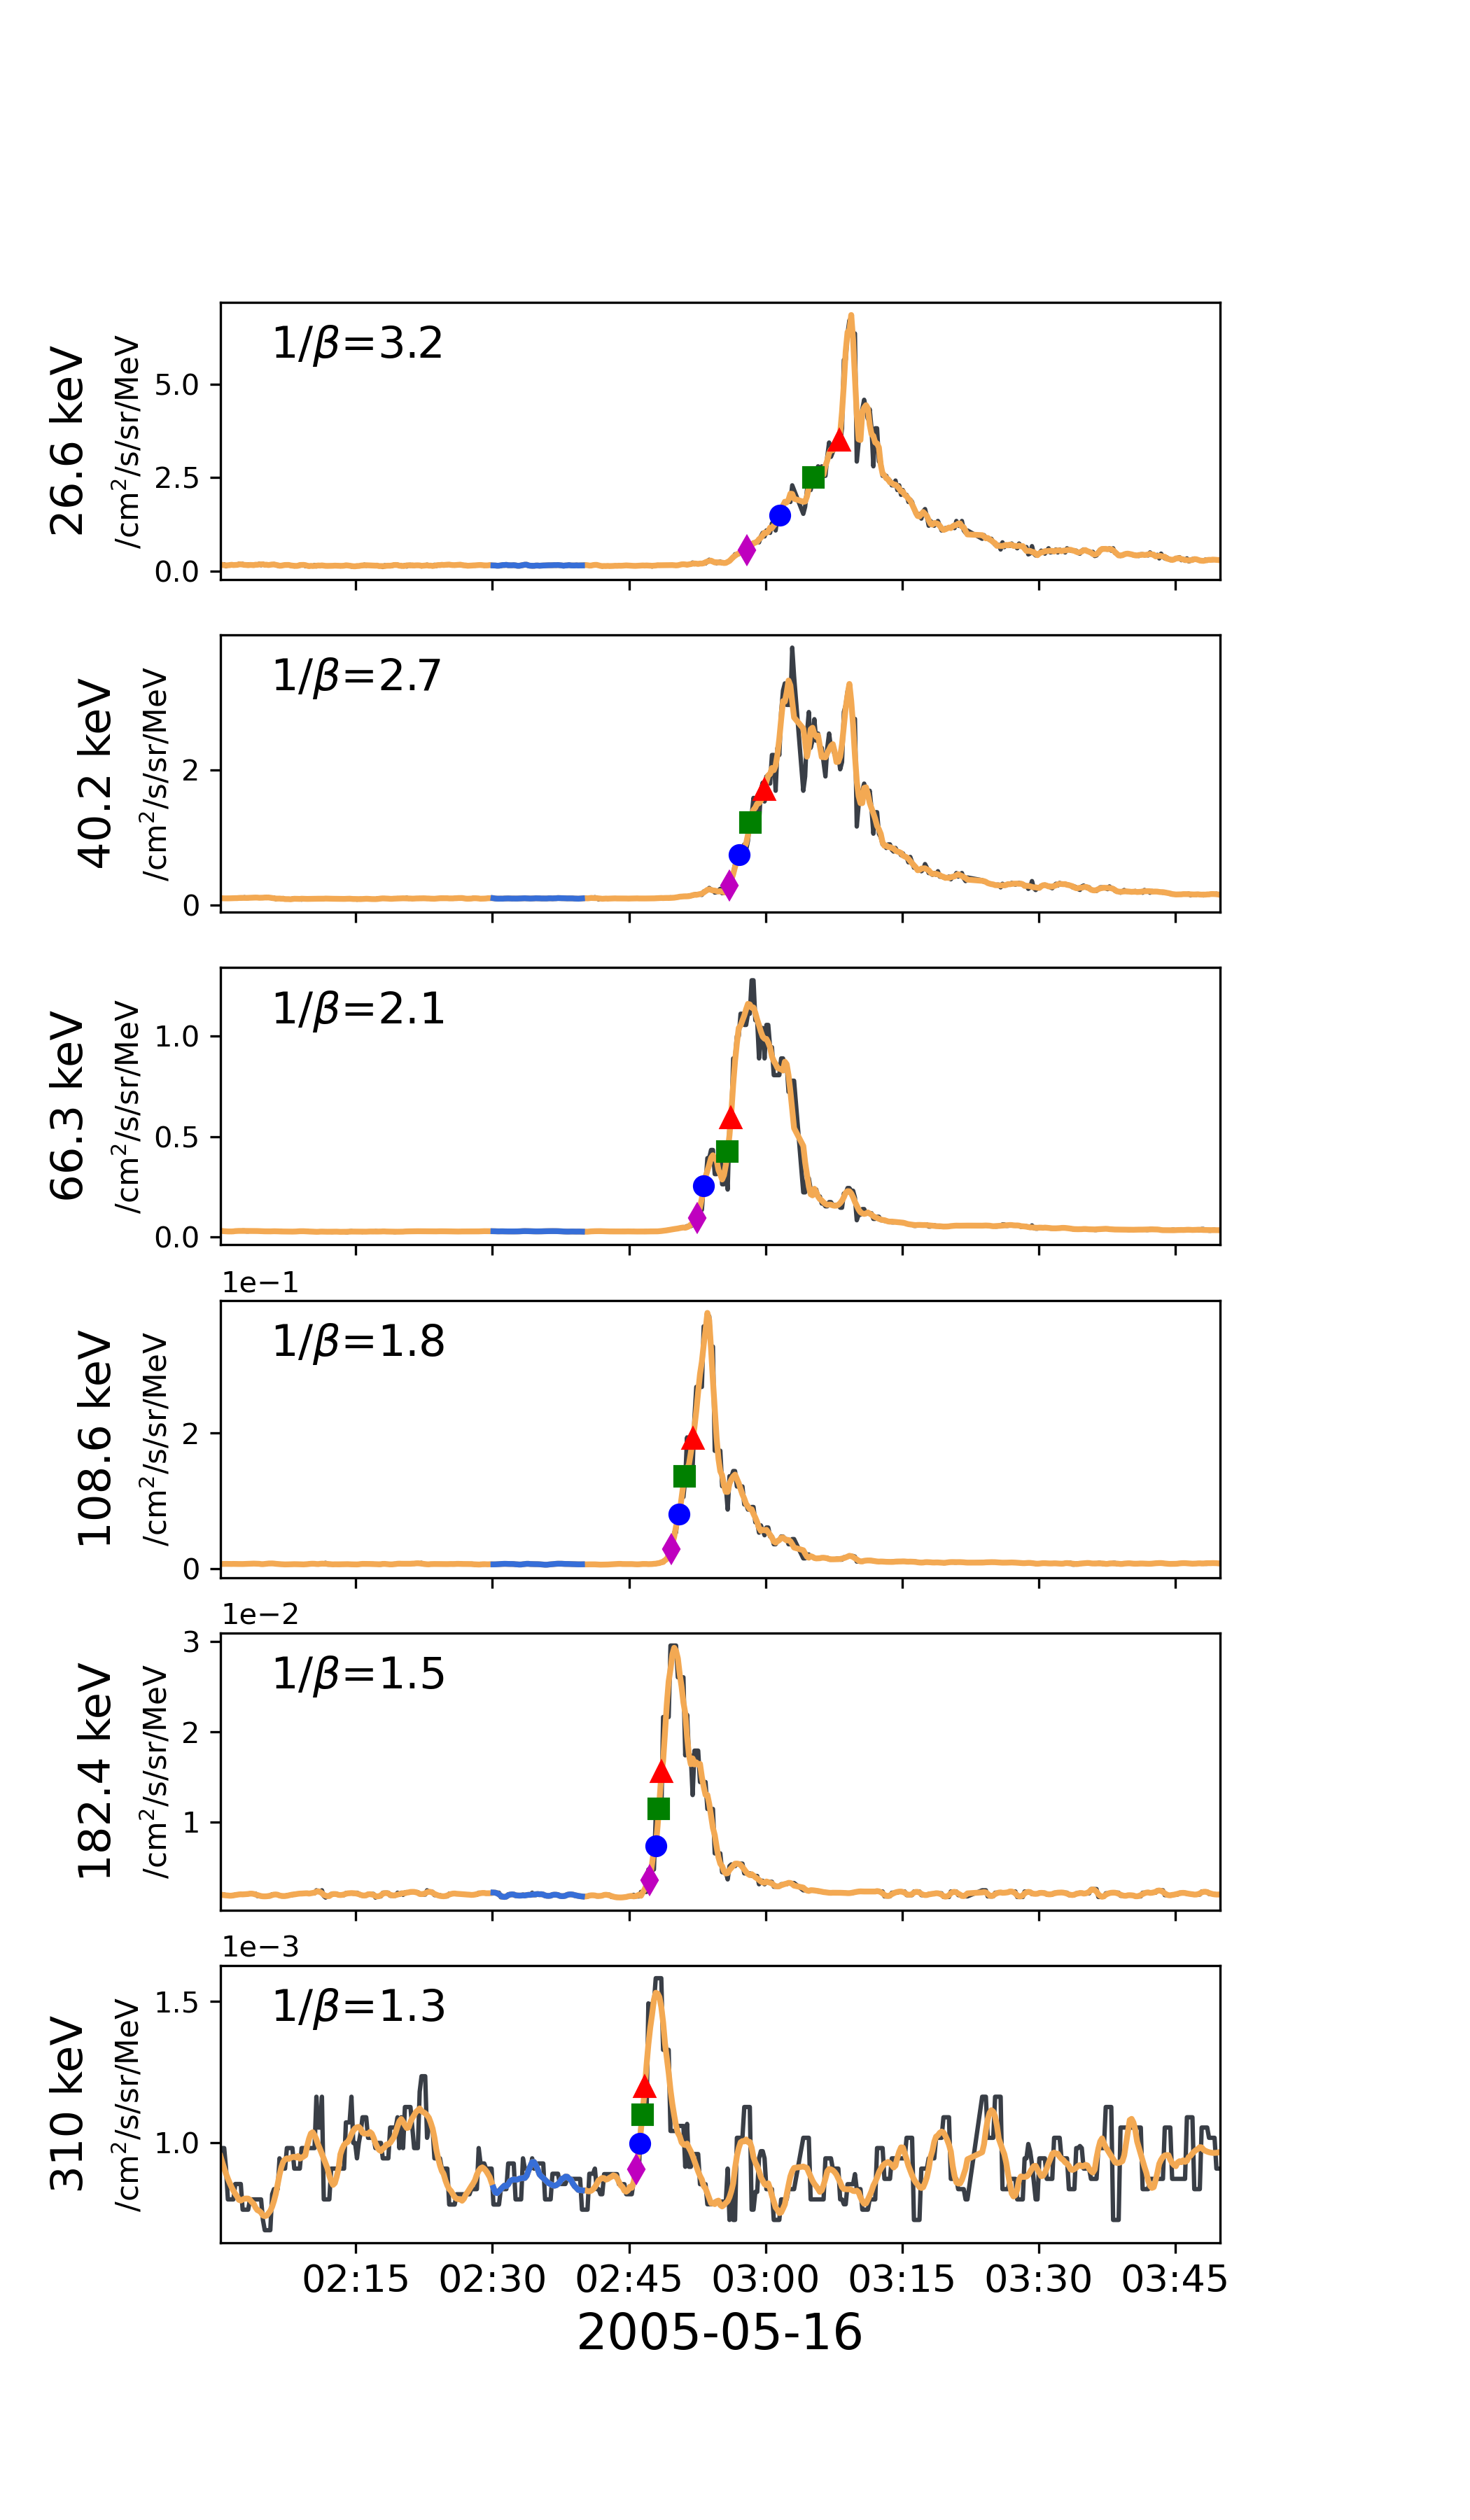 26.6 keV
/cm²/s/sr/MeV
1/β=3.2
5.0
2.5
0.0
40.2 keV
/cm²/s/sr/MeV
1/β=2.7
2
0
66.3 keV
/cm²/s/sr/MeV
1/β=2.1
1.0
0.5
0.0
1e−1
108.6 keV
/cm²/s/sr/MeV
1/β=1.8
2
0
1e−2
182.4 keV
/cm²/s/sr/MeV
1/β=1.5
3
2
1
1e−3
310 keV
/cm²/s/sr/MeV
1/β=1.3
1.5
1.0
02:15 02:30 02:45 03:00 03:15 03:30 03:45
2005-05-16